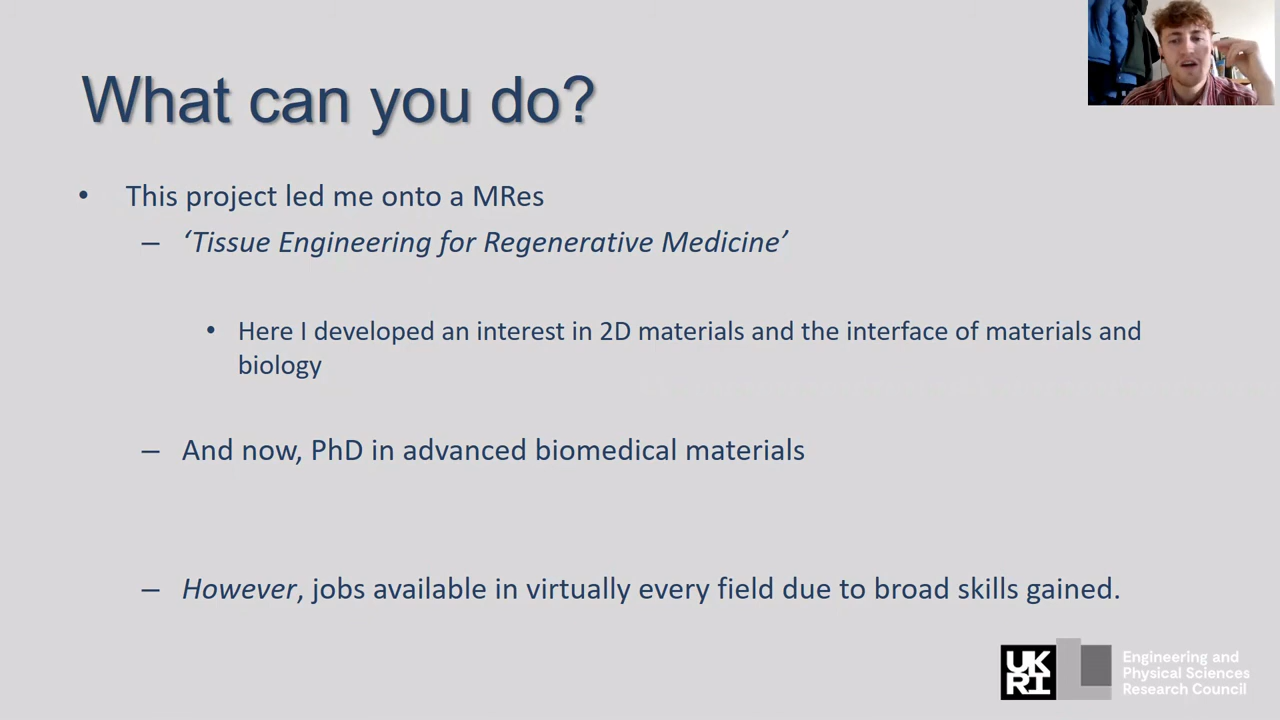 What can you do?
• This project led me onto a MRes
– ‘Tissue Engineering for Regenerative Medicine’
• Here I developed an interest in 2D materials and the interface of materials and
biology
– And now, PhD in advanced biomedical materials
– However, jobs available in virtually every field due to broad skills gained.
UK
RI
Engineering and
Physical Sciences
Research Council